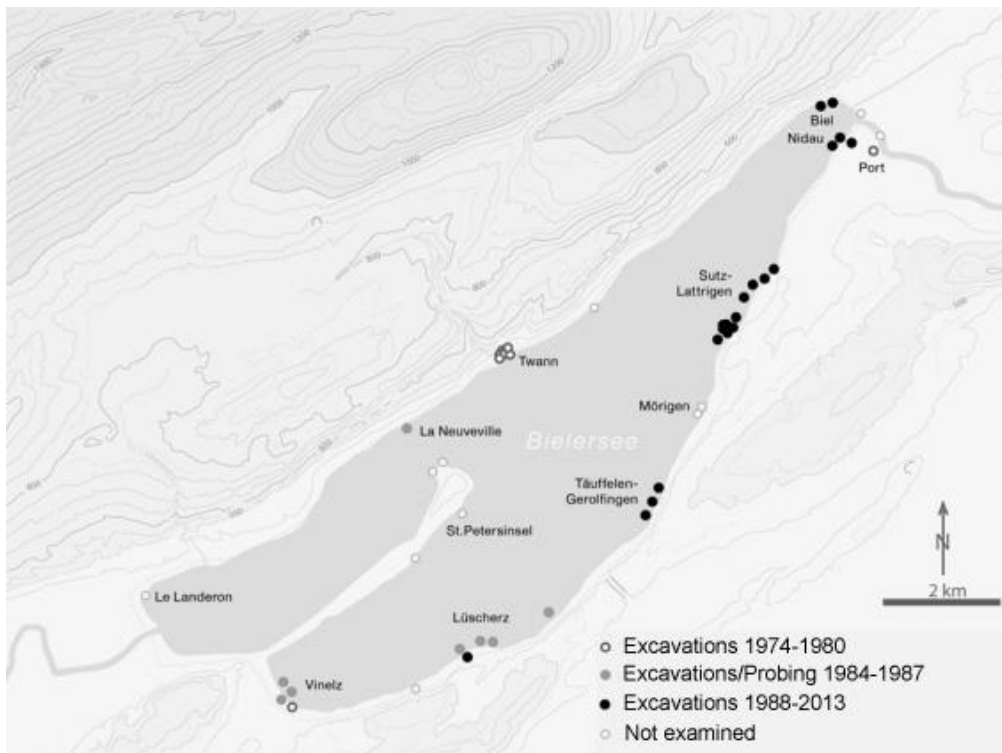 Biel
Nidau
Port
Sutz-
Lattrigen
Twann
Mörigen
La Neuveville
Bielersee
Täuffelen-
Gerolfingen
St.Petersinsel
N
2 km
Le Landeron
Lüscherz
Vinelz
Excavations 1974-1980
Excavations/Probing 1984-1987
Excavations 1988-2013
Not examined